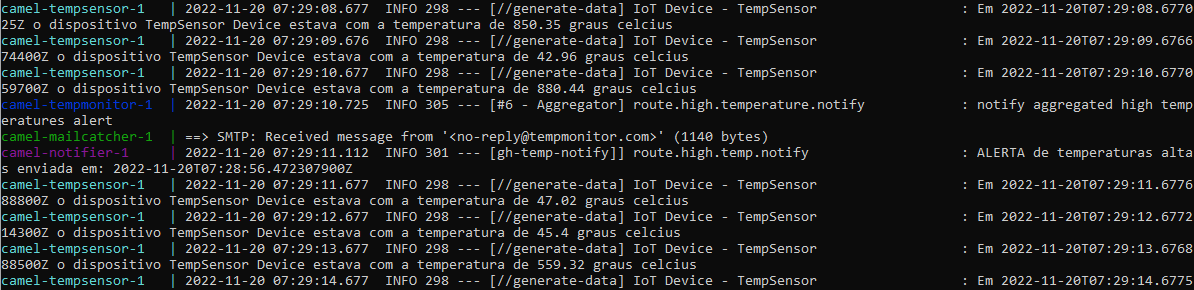 camel-tempsensor-1   | 2022-11-20 07:29:08.677  INFO 298 --- [//generate-data] IoT Device - TempSensor                  : Em 2022-11-20T07:29:08.6770
25Z o dispositivo TempSensor Device estava com a temperatura de 850.35 graus celcius
camel-tempsensor-1   | 2022-11-20 07:29:09.676  INFO 298 --- [//generate-data] IoT Device - TempSensor                  : Em 2022-11-20T07:29:09.6766
74400Z o dispositivo TempSensor Device estava com a temperatura de 42.96 graus celcius
camel-tempsensor-1   | 2022-11-20 07:29:10.677  INFO 298 --- [//generate-data] IoT Device - TempSensor                  : Em 2022-11-20T07:29:10.6770
59700Z o dispositivo TempSensor Device estava com a temperatura de 880.44 graus celcius
camel-tempmonitor-1  | 2022-11-20 07:29:10.725  INFO 305 --- [#6 - Aggregator] route.high.temperature.notify            : notify aggregated high temp
eratures alert
camel-mailcatcher-1  | ==> SMTP: Received message from '<no-reply@tempmonitor.com>' (1140 bytes)
camel-notifier-1     | 2022-11-20 07:29:11.112  INFO 301 --- [gh-temp-notify]] route.high.temp.notify                   : ALERTA de temperaturas alta
s enviada em: 2022-11-20T07:28:56.472307900Z
camel-tempsensor-1   | 2022-11-20 07:29:11.677  INFO 298 --- [//generate-data] IoT Device - TempSensor                  : Em 2022-11-20T07:29:11.6776
88800Z o dispositivo TempSensor Device estava com a temperatura de 47.02 graus celcius
camel-tempsensor-1   | 2022-11-20 07:29:12.677  INFO 298 --- [//generate-data] IoT Device - TempSensor                  : Em 2022-11-20T07:29:12.6772
14300Z o dispositivo TempSensor Device estava com a temperatura de 45.4 graus celcius
camel-tempsensor-1   | 2022-11-20 07:29:13.677  INFO 298 --- [//generate-data] IoT Device - TempSensor                  : Em 2022-11-20T07:29:13.6768
88500Z o dispositivo TempSensor Device estava com a temperatura de 559.32 graus celcius
camel-tempsensor-1   | 2022-11-20 07:29:14.677  INFO 298 --- [//generate-data] IoT Device - TempSensor                  : Em 2022-11-20T07:29:14.6775